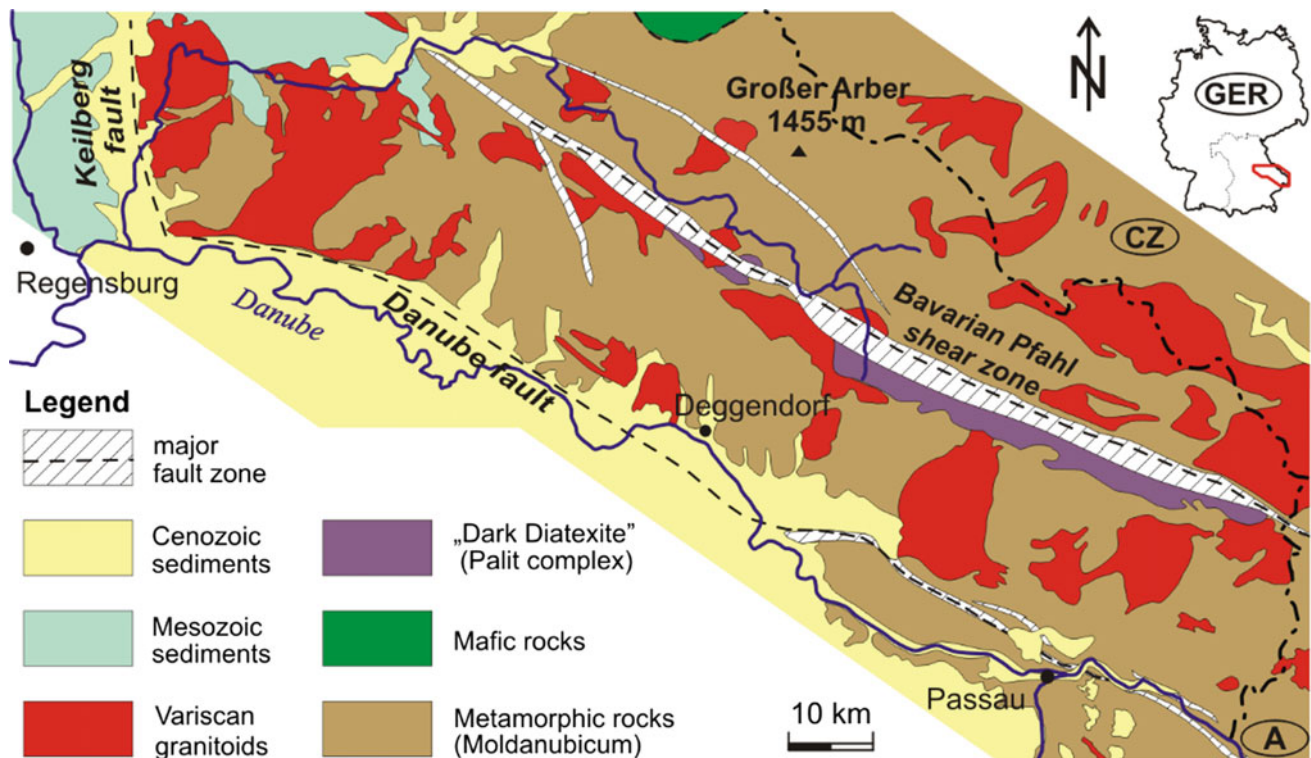 Keilberg
fault
Regensburg
Danube
Danube fault
Großer Arber
1455 m
N
GER
CZ
Bavarian Pfahl
shear zone
Deggendorf
Passau
A
10 km
Legend
major
fault zone
Cenozoic
sediments
Mesozoic
sediments
Variscan
granitoids
„Dark Diatexite”
(Palit complex)
Mafic rocks
Metamorphic rocks
(Moldanubicum)